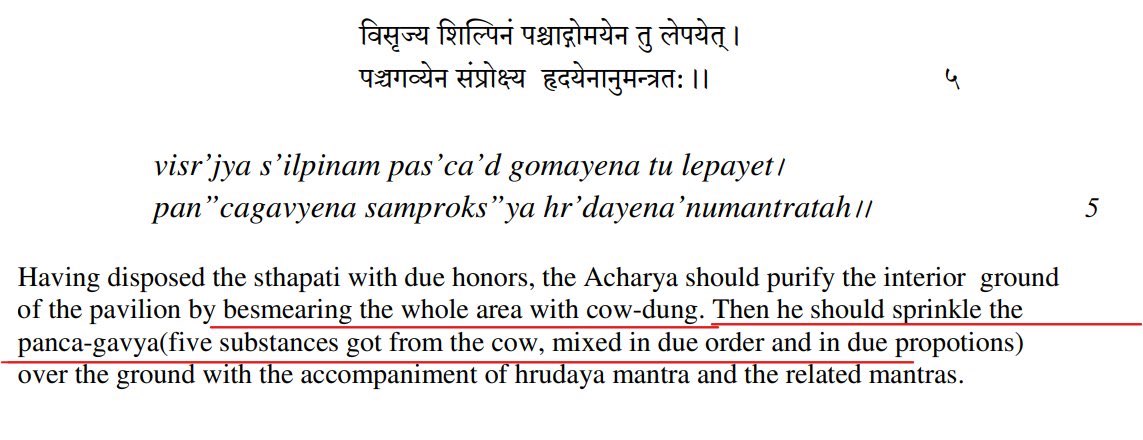 विसृज्य शिल्पिनं पश्चाद्गोमयेन तु लेपयेत्।
पञ्चगव्येन संप्रोक्ष्य हृदयेनानुमन्त्रतः।। ५
visr'jya s'ilpinam pas'ca'd gomayena tu lepayet/
pan”cagavyena samproks”ya hr'dayena'numantratah// 5
Having disposed the sthapati with due honors, the Acharya should purify the interior ground
of the pavilion by besmearing the whole area with cow-dung. Then he should sprinkle the
panca-gavya(five substances got from the cow, mixed in due order and in due propotions)
over the ground with the accompaniment of hrudaya mantra and the related mantras.